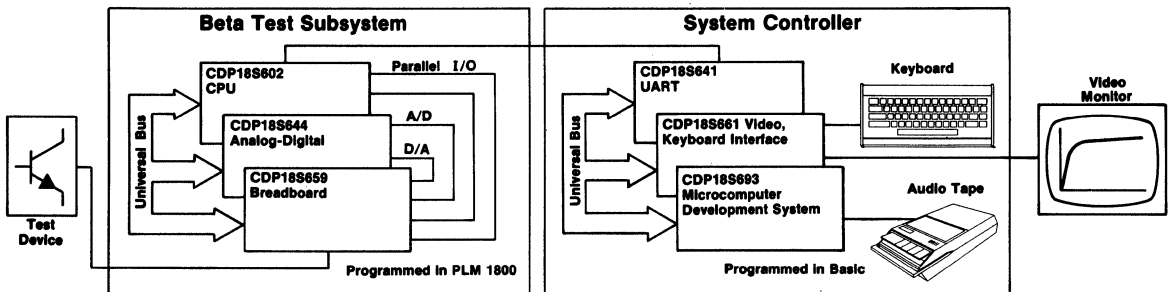 Beta Test Subsystem
CDP18S602
CPU
Parallel I/O
CDP18S644
Analog-Digital
A/D
D/A
CDP18S659
Breadboard
Universal Bus
Test
Device
Programmed in PLM 1800
System Controller
CDP18S641
UART
Keyboard
CDP18S661 Video,
Keyboard Interface
CDP18S693
Microcomputer
Development System
Universal Bus
Audio Tape
Programmed in Basic
Video
Monitor